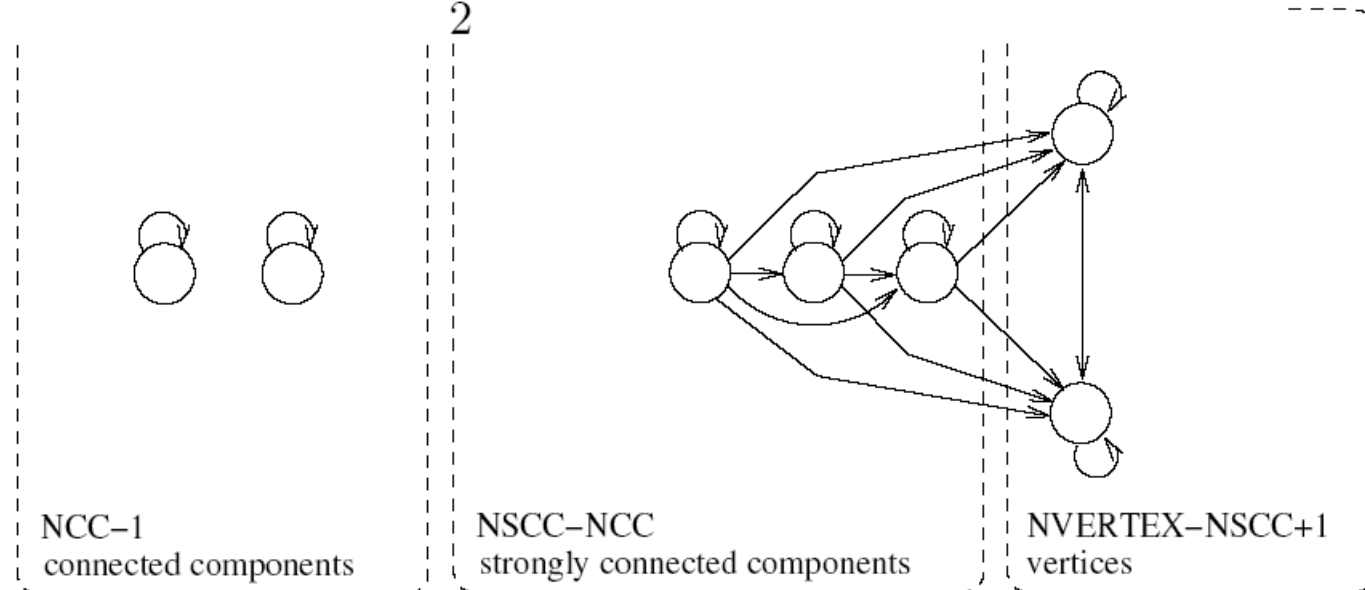 2
NCC−1
connected components
NSCC−NCC
strongly connected components
NVERTEX−NSCC+1
vertices